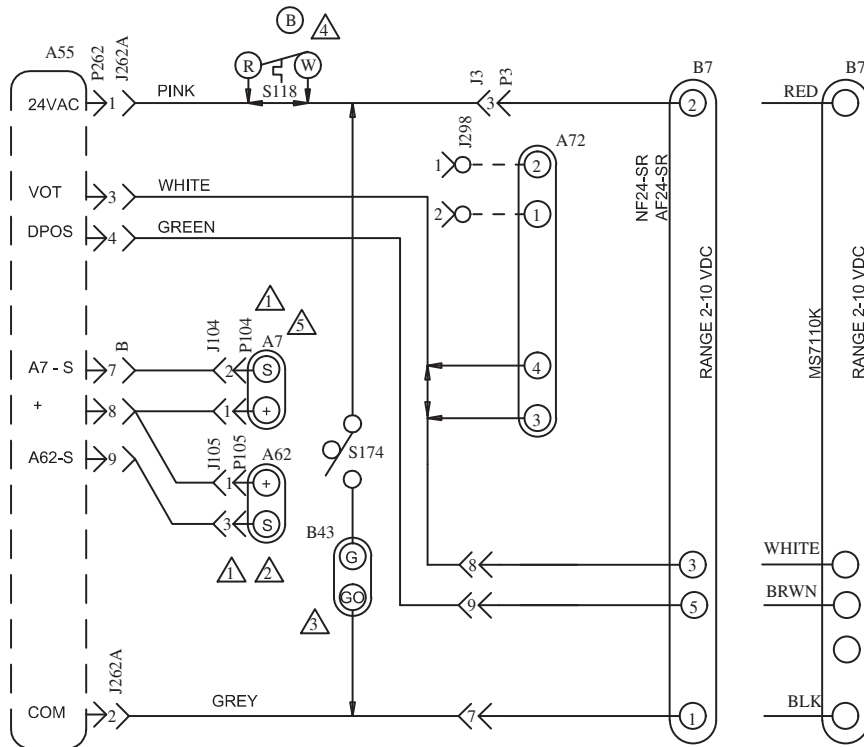 B
4
A55
P262
J262A
R
W
S118
J3
P3
B7
B7
24VAC
1
PINK
3
2
RED
J298
A72
1
2
NF24-SR
AF24-SR
VOT
3
WHITE
2
1
DPOS
4
GREEN
1
5
RANGE 2-10 VDC
MS7110K
RANGE 2-10 VDC
B
J104
P104
A7
A7 - S
7
2
S
4
+
8
1
+
3
J105
P105
A62
S174
A62-S
9
1
+
3
S
B43
1
2
G
8
3
WHITE
GO
9
5
BRWN
3
J262A
GREY
COM
2
7
1
BLK